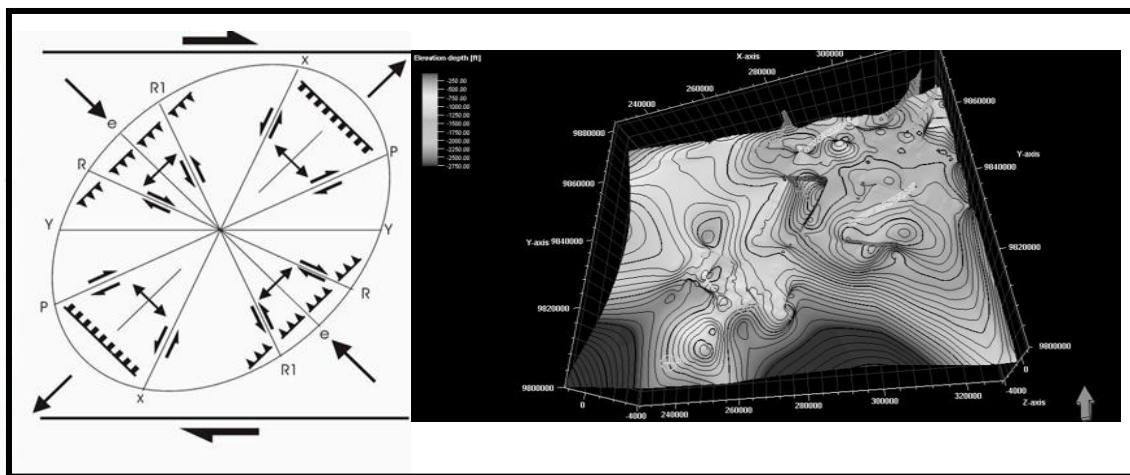 X
R1
e
R
P
Y
Y
P
R
e
X
R1
Elevation depth [ft]
-250.00
-500.00
-750.00
-1000.00
-1250.00
-1500.00
-1750.00
-2000.00
-2250.00
-2500.00
-2750.00
X-axis
240000
260000
280000
300000
9880000
9860000
Y-axis
9840000
9820000
9800000
9860000
Y-axis
9840000
9820000
9800000
0
-4000
Z-axis
0
-4000
240000
260000
280000
300000
320000